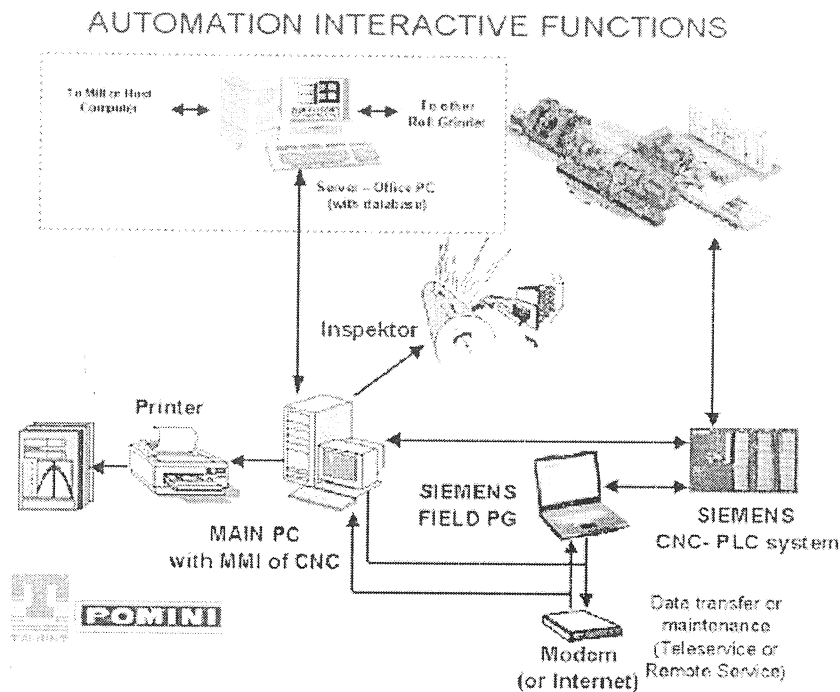 AUTOMATION INTERACTIVE FUNCTIONS
To Mill or Host
Computer
To other
Roll Grinder
Server - Office PC
(with database)
Inspektor
Printer
MAIN PC
with MMI of CNC
SIEMENS
FIELD PG
SIEMENS
CNC- PLC system
POMINI
Modem
(or Internet)
Data transfer or
maintenance
(Teleservice or
Remote Service)